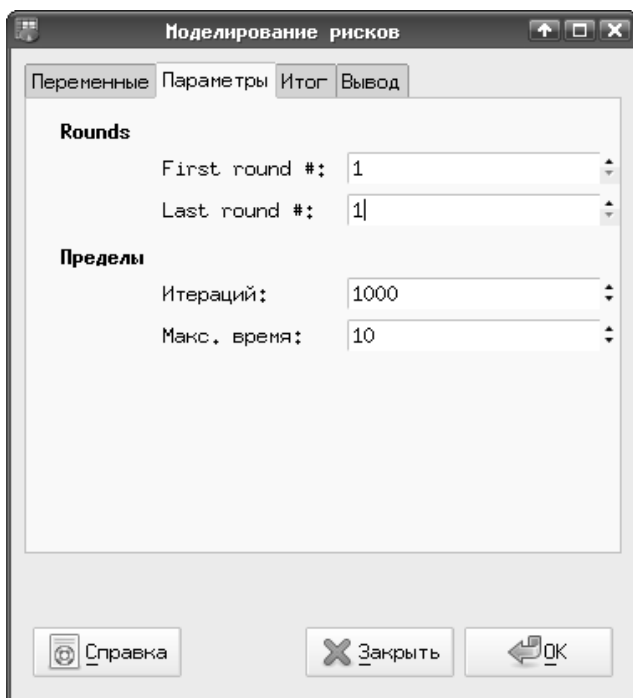 Моделирование рисков
Переменные Параметры Итог Вывод
Rounds
First round #: 1
Last round #: 1
Пределы
Итераций: 1000
Макс. время: 10
Справка Закрыть OK